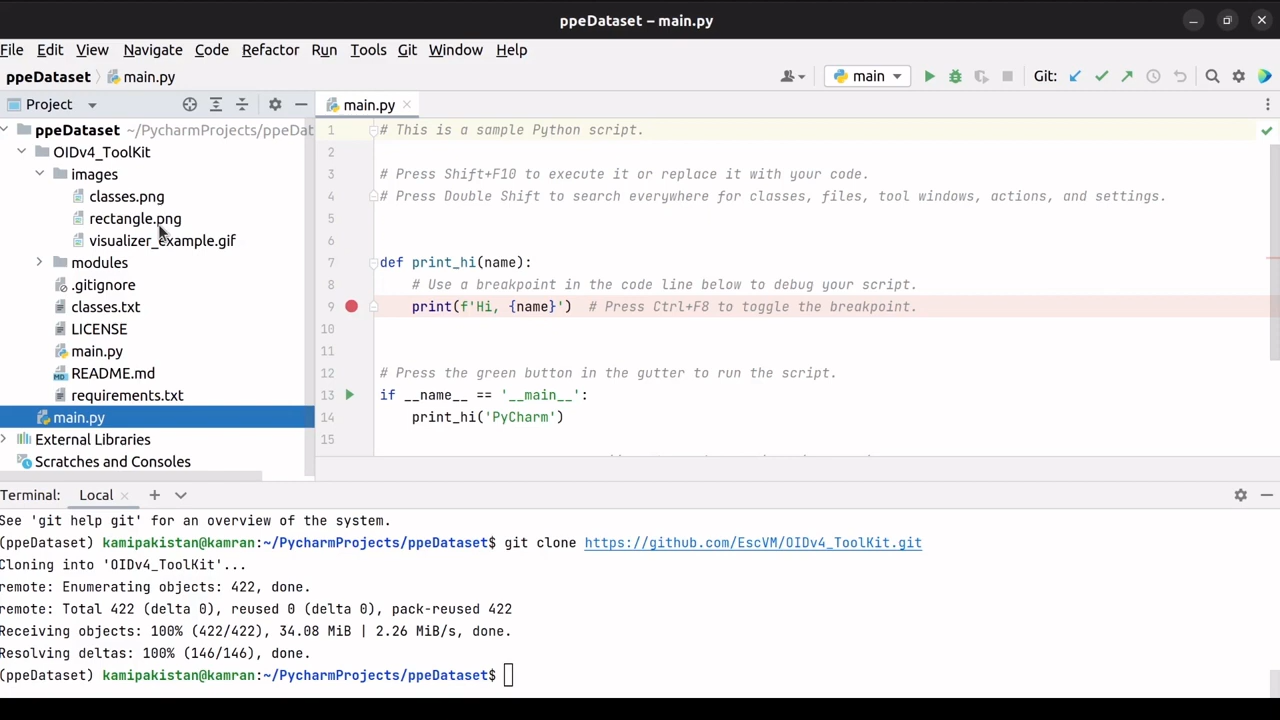 ppeDataset – main.py
File Edit View Navigate Code Refactor Run Tools Git Window Help
ppeDataset main.py main Git:
Project main.py
ppeDataset ~/PycharmProjects/ppeDat
OIDv4_ToolKit
images
classes.png
rectangle.png
visualizer_example.gif
modules
.gitignore
classes.txt
LICENSE
main.py
README.md
requirements.txt
main.py
External Libraries
Scratches and Consoles
1 # This is a sample Python script.
2
3 # Press Shift+F10 to execute it or replace it with your code.
4 # Press Double Shift to search everywhere for classes, files, tool windows, actions, and settings.
5
6
7 def print_hi(name):
8 # Use a breakpoint in the code line below to debug your script.
9 print(f'Hi, {name}') # Press Ctrl+F8 to toggle the breakpoint.
10
11
12 # Press the green button in the gutter to run the script.
13 if __name__ == '__main__':
14 print_hi('PyCharm')
15
Terminal: Local
See 'git help git' for an overview of the system.
(ppeDataset) kamipakistan@kamran:~/PycharmProjects/ppeDataset$ git clone https://github.com/EscVM/OIDv4_ToolKit.git
Cloning into 'OIDv4_ToolKit'...
remote: Enumerating objects: 422, done.
remote: Total 422 (delta 0), reused 0 (delta 0), pack-reused 422
Receiving objects: 100% (422/422), 34.08 MiB | 2.26 MiB/s, done.
Resolving deltas: 100% (146/146), done.
(ppeDataset) kamipakistan@kamran:~/PycharmProjects/ppeDataset$